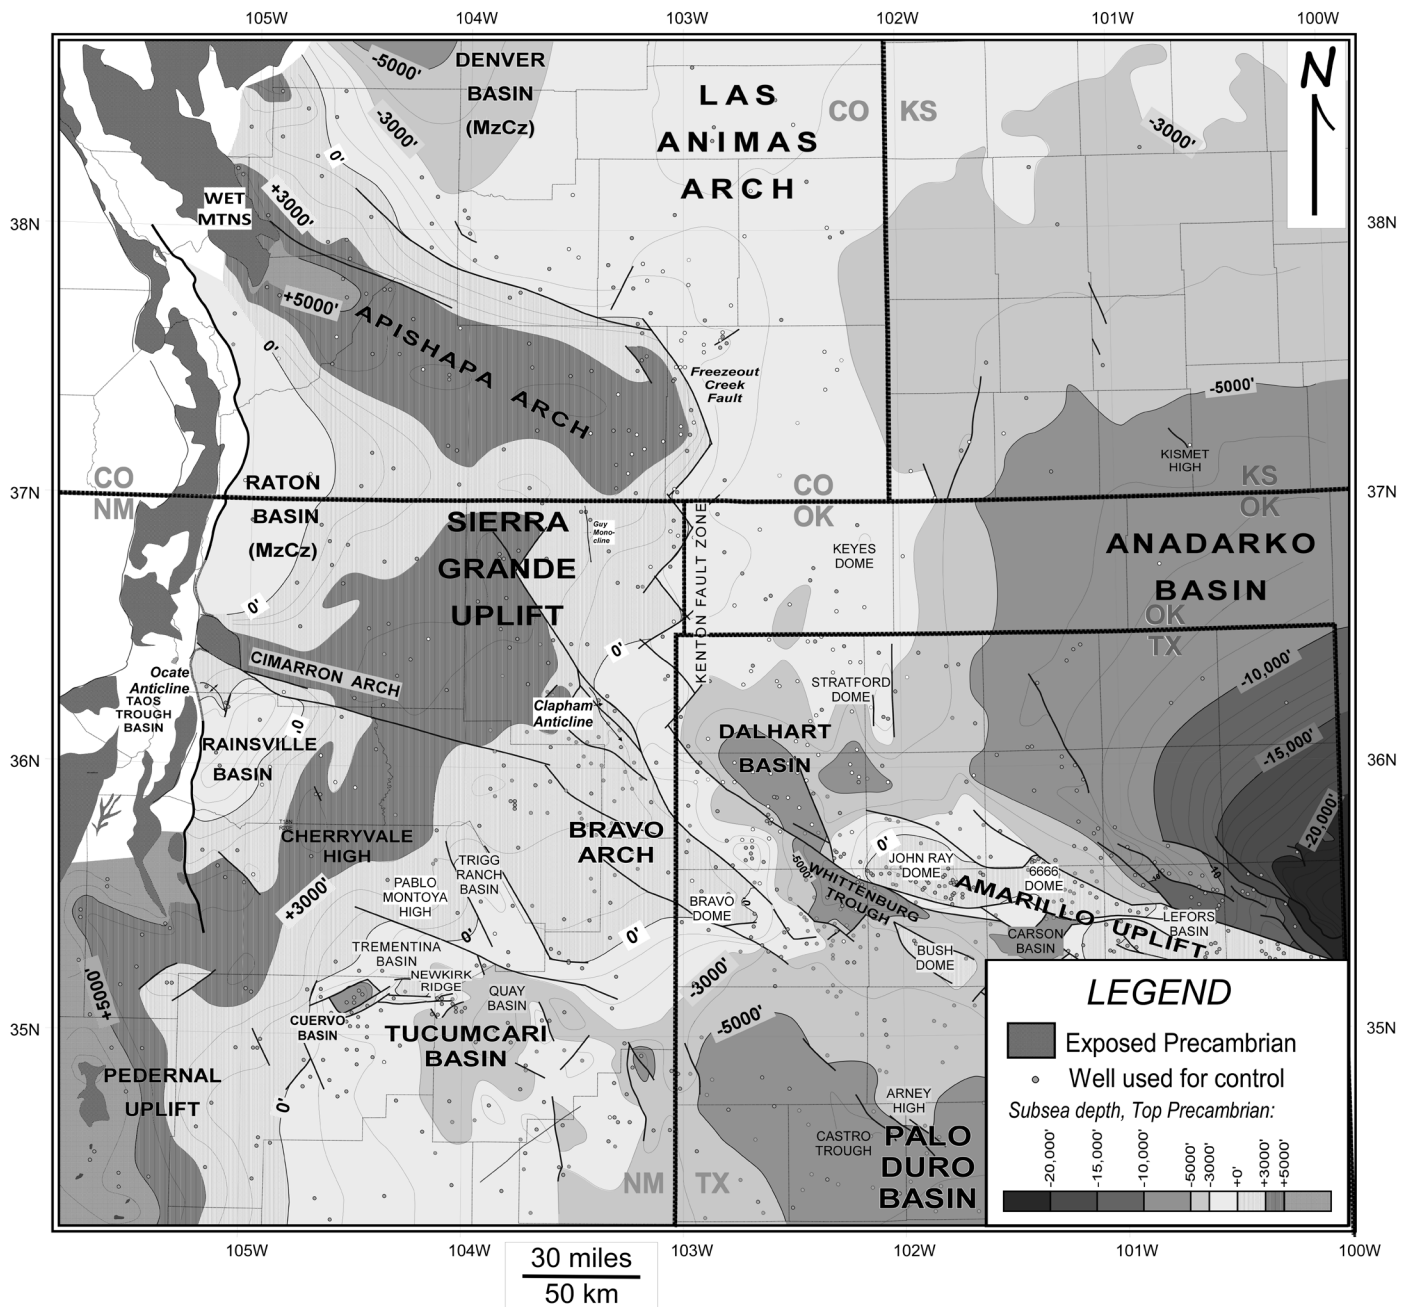 105W 104W 103W 102W 101W 100W
-5000'
DENVER
BASIN
(MzCz)
LAS
ANIMAS
ARCH
CO KS
N
-3000'
-3000'
0'
WET
MTNS
+3000'
38N
38N
+5000'
APISHAPA ARCH
0'
Freezeout
Creek
Fault
-5000'
KISMET
HIGH
CO
NM
RATON
BASIN
(MzCz)
CO
OK
KS
OK
37N
37N
SIERRA
GRANDE
UPLIFT
Guy
Mono-
cline
KENTON FAULT ZONE
KEYES
DOME
ANADARKO
BASIN
OK
TX
0'
0'
CIMARRON ARCH
Ocate
Anticline
TAOS
TROUGH
BASIN
Clapham
Anticline
STRATFORD
DOME
-10,000'
0'
RAINSVILLE
BASIN
DALHART
BASIN
-15,000'
36N
36N
-20,000'
CHERRYVALE
HIGH
BRAVO
ARCH
0'
-5000'
WHITTENBURG
TROUGH
JOHN RAY
DOME
6666
DOME
AMARILLO UPLIFT
TRIGG
RANCH
BASIN
PABLO
MONTOYA
HIGH
+3000'
BRAVO
DOME
0'
LEFORS
BASIN
CARSON
BASIN
0'
0'
TREMENTINA
BASIN
BUSH
DOME
NEWKIRK
RIDGE
QUAY
BASIN
-3000'
+5000'
CUERVO
BASIN
TUCUMCARI
BASIN
-5000'
35N
35N
PEDERNAL
UPLIFT
0'
ARNEY
HIGH
CASTRO
TROUGH
PALO
DURO
BASIN
NM TX
LEGEND
Exposed Precambrian
Well used for control
Subsea depth, Top Precambrian:
-20,000' -15,000' -10,000' -5000' -3000' +0' +3000' +5000'
105W 104W 103W 102W 101W 100W
30 miles
50 km